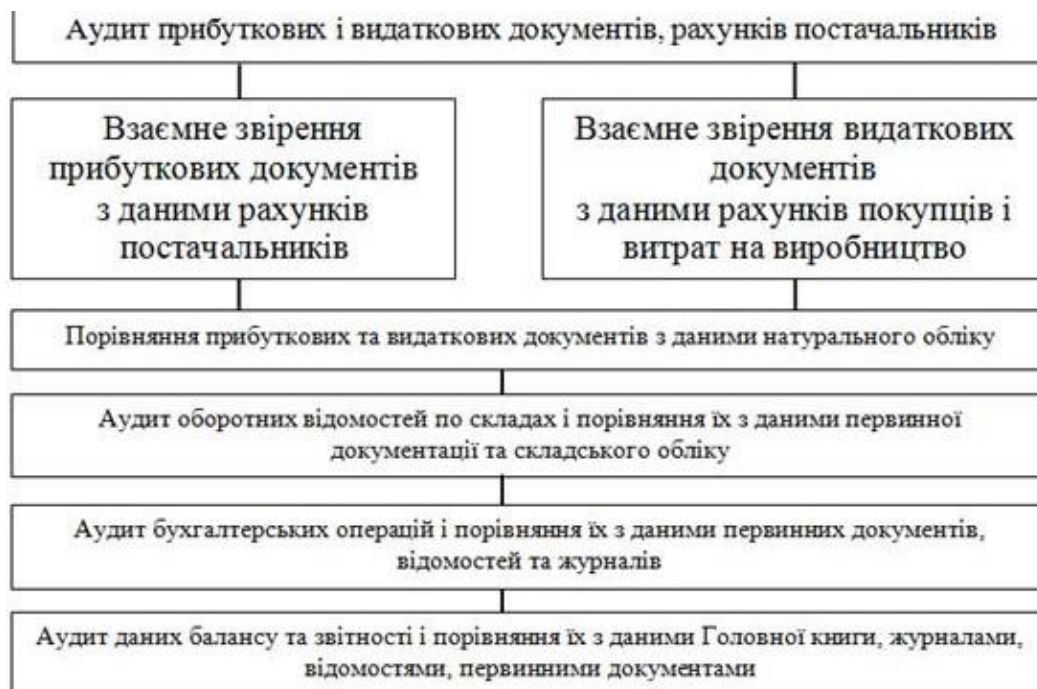 Аудит прибуткових і видаткових документів, рахунків постачальників
Взаємне звірення
прибуткових документів
з даними рахунків
постачальників
Взаємне звірення видаткових
документів
з даними рахунків покупців і
витрат на виробництво
Порівняння прибуткових та видаткових документів з даними натурального обліку
Аудит оборотних відомостей по складах і порівняння їх з даними первинної
документації та складського обліку
Аудит бухгалтерських операцій і порівняння їх з даними первинних документів,
відомостей та журналів
Аудит даних балансу та звітності і порівняння їх з даними Головної книги, журналами,
відомостями, первинними документами